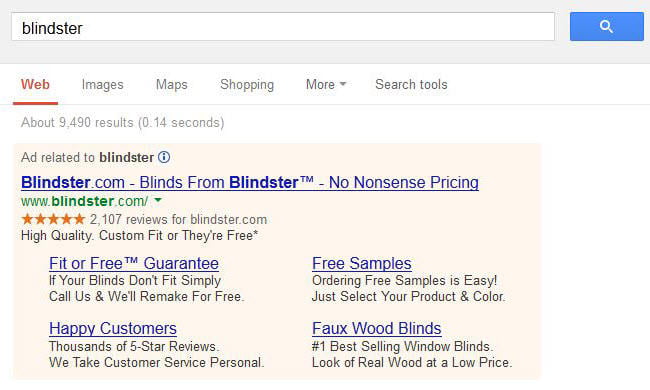 blindster
Web Images Maps Shopping More Search tools
About 9,490 results (0.14 seconds)
Ad related to blindster
Blindster.com - Blinds From Blindster™ - No Nonsense Pricing
www.blindster.com/
2,107 reviews for blindster.com
High Quality. Custom Fit or They're Free*
Fit or Free™ Guarantee
If Your Blinds Don't Fit Simply
Call Us & We'll Remake For Free.
Free Samples
Ordering Free Samples is Easy!
Just Select Your Product & Color.
Happy Customers
Thousands of 5-Star Reviews.
We Take Customer Service Personal.
Faux Wood Blinds
#1 Best Selling Window Blinds.
Look of Real Wood at a Low Price.